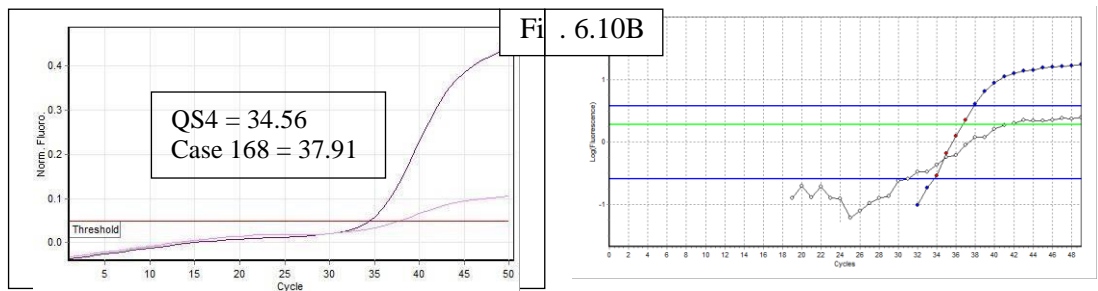 Fi . 6.10B
QS4 = 34.56
Case 168 = 37.91
Norm. Fluoro.
0.4
0.3
0.2
0.1
0.0
Threshold
5 10 15 20 25 30 35 40 45 50
Cycle
Log(Fluorescence)
1
0
-1
0 2 4 6 8 10 12 14 16 18 20 22 24 26 28 30 32 34 36 38 40 42 44 46 48
Cycles